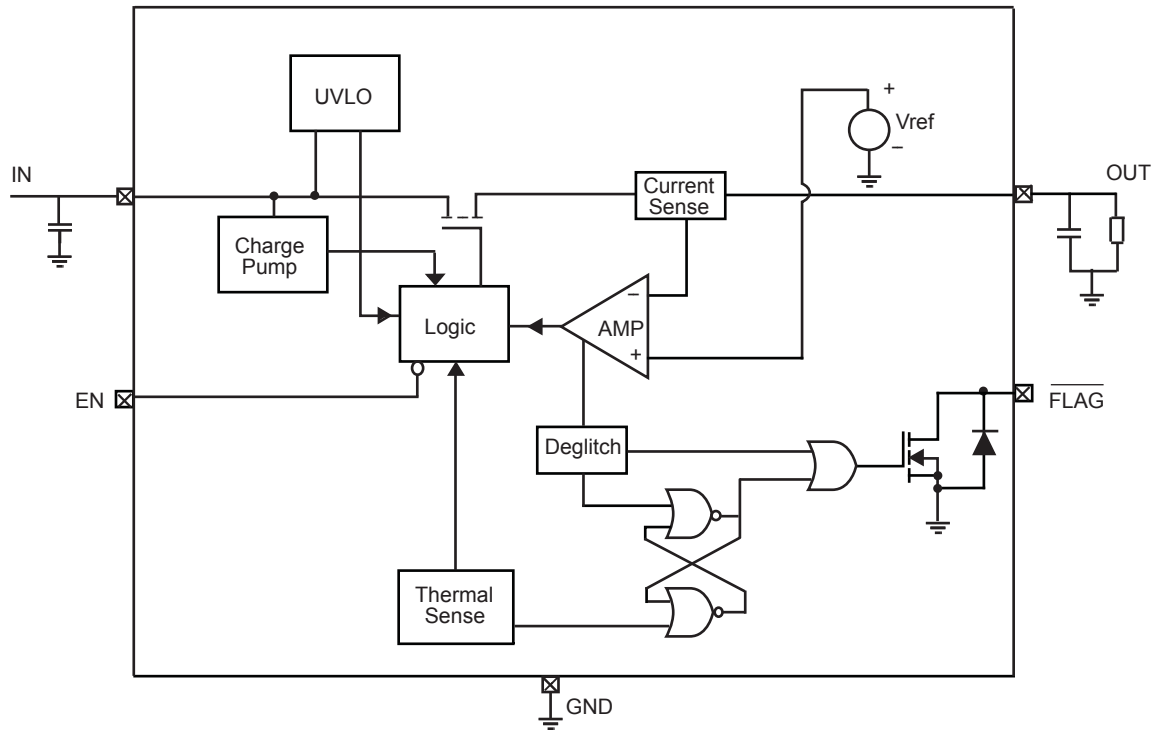 UVLO
+
Vref
−
IN
OUT
Current
Sense
Charge
Pump
−
Logic
AMP
+
EN
FLAG
Deglitch
Thermal
Sense
GND